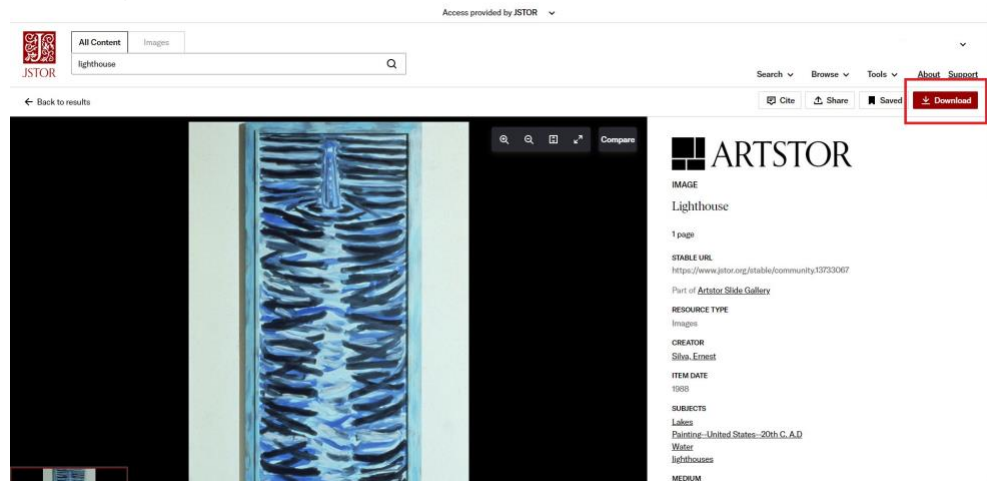 Access provided by JSTOR
All Content Images
lighthouse
JSTOR
Search Browse Tools About Support
← Back to results
Cite Share Saved Download
Compare
ARTSTOR
IMAGE
Lighthouse
1 page
STABLE URL
https://www.jstor.org/stable/community.13733067
Part of Artstor Slide Gallery
RESOURCE TYPE
Images
CREATOR
Silva, Ernest
ITEM DATE
1988
SUBJECTS
Lakes
Painting--United States--20th C. A.D
Water
lighthouses
MEDIUM